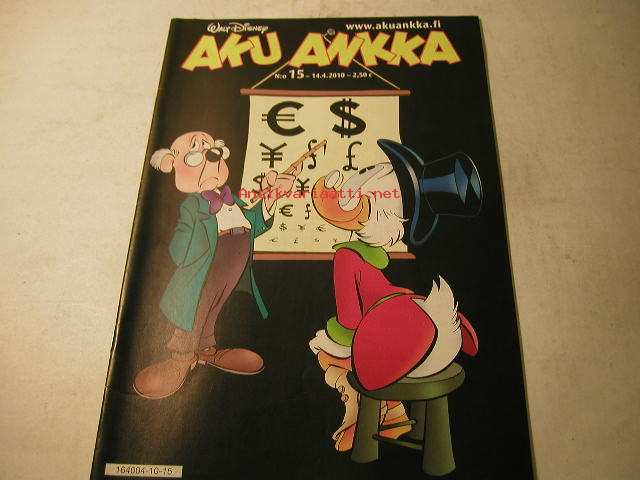 Walt Disney
www.akuankka.fi
AKU ANKKA
N:o 15 – 14.4.2010 – 2,50 €
€ $
¥ £
Antikvariaatti.net
¥
€
$ ¥ €
164004-10-15